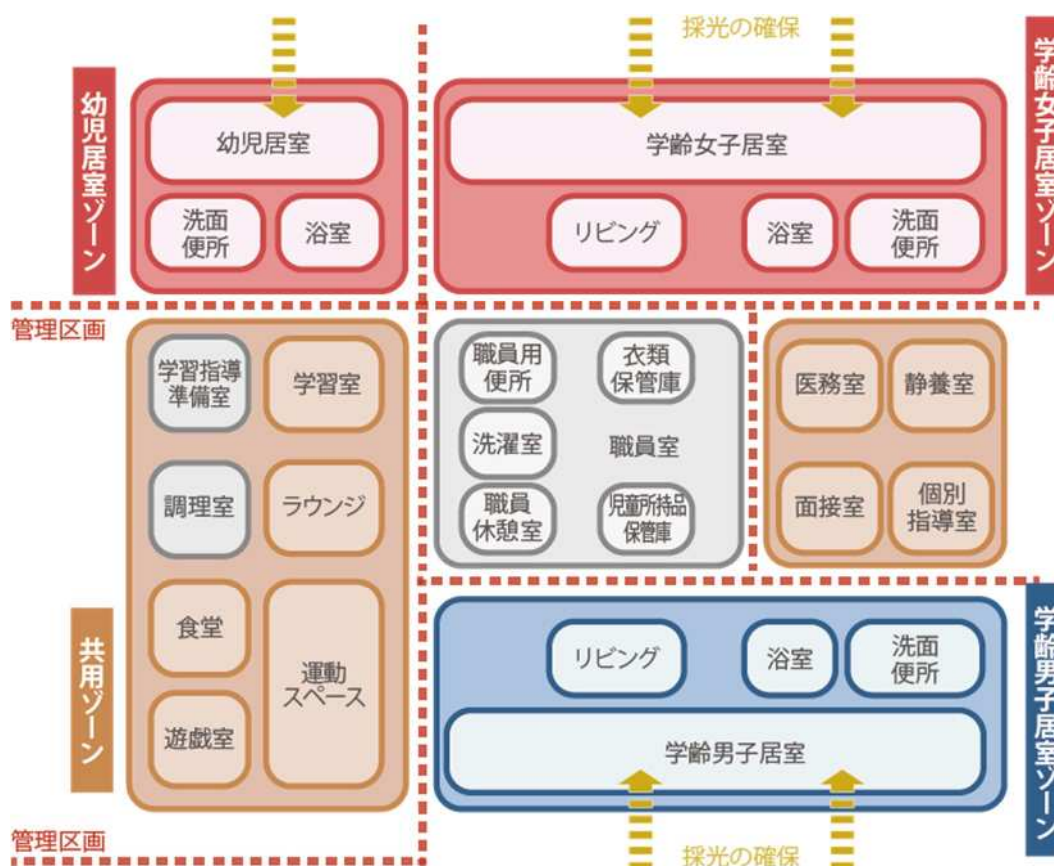 採光の確保
幼児居室ゾーン
幼児居室
洗面
便所
浴室
学齢女子居室ゾーン
学齢女子居室
リビング
浴室
洗面
便所
管理区画
学習指導
準備室
学習室
調理室
ラウンジ
食堂
運動
スペース
遊戯室
共用ゾーン
職員用
便所
衣類
保管庫
洗濯室
職員室
職員
休憩室
児童所持品
保管庫
医務室
静養室
面接室
個別
指導室
リビング
浴室
洗面
便所
学齢男子居室
学齢男子居室ゾーン
管理区画
採光の確保